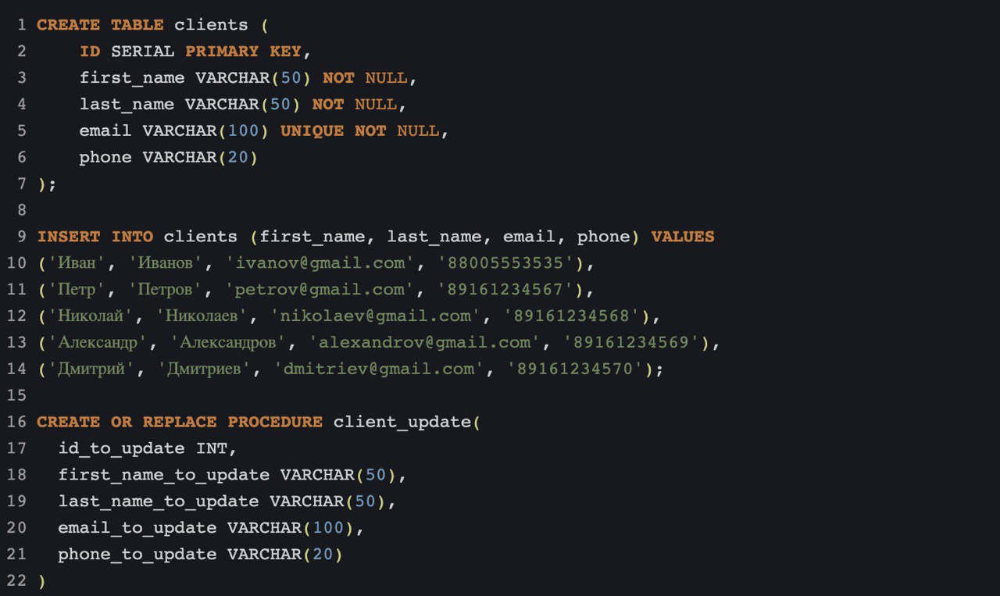 1 CREATE TABLE clients (
2     ID SERIAL PRIMARY KEY,
3     first_name VARCHAR(50) NOT NULL,
4     last_name VARCHAR(50) NOT NULL,
5     email VARCHAR(100) UNIQUE NOT NULL,
6     phone VARCHAR(20)
7 );
8
9 INSERT INTO clients (first_name, last_name, email, phone) VALUES
10 ('Иван', 'Иванов', 'ivanov@gmail.com', '88005553535'),
11 ('Петр', 'Петров', 'petrov@gmail.com', '89161234567'),
12 ('Николай', 'Николаев', 'nikolaev@gmail.com', '89161234568'),
13 ('Александр', 'Александров', 'alexandrov@gmail.com', '89161234569'),
14 ('Дмитрий', 'Дмитриев', 'dmitriev@gmail.com', '89161234570');
15
16 CREATE OR REPLACE PROCEDURE client_update(
17   id_to_update INT,
18   first_name_to_update VARCHAR(50),
19   last_name_to_update VARCHAR(50),
20   email_to_update VARCHAR(100),
21   phone_to_update VARCHAR(20)
22 )